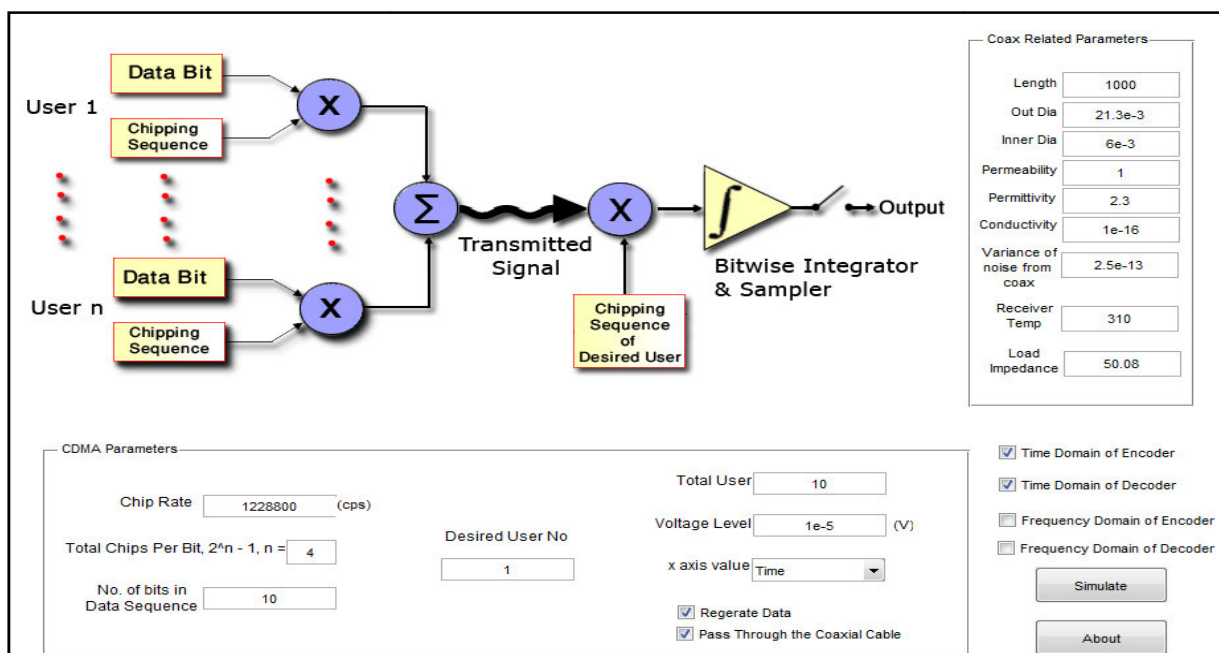 Data Bit
User 1
Chipping
Sequence
X
Data Bit
User n
Chipping
Sequence
X
Σ
Transmitted
Signal
X
Chipping
Sequence
of
Desired User
∫
Bitwise Integrator
& Sampler
Output
Coax Related Parameters
Length 1000
Out Dia 21.3e-3
Inner Dia 6e-3
Permeability 1
Permittivity 2.3
Conductivity 1e-16
Variance of
noise from
coax 2.5e-13
Receiver
Temp 310
Load
Impedance 50.08
CDMA Parameters
Chip Rate 1228800 (cps)
Total Chips Per Bit, 2^n - 1, n = 4
No. of bits in
Data Sequence 10
Desired User No
1
Total User 10
Voltage Level 1e-5 (V)
x axis value Time
Regerate Data
Pass Through the Coaxial Cable
Time Domain of Encoder
Time Domain of Decoder
Frequency Domain of Encoder
Frequency Domain of Decoder
Simulate
About